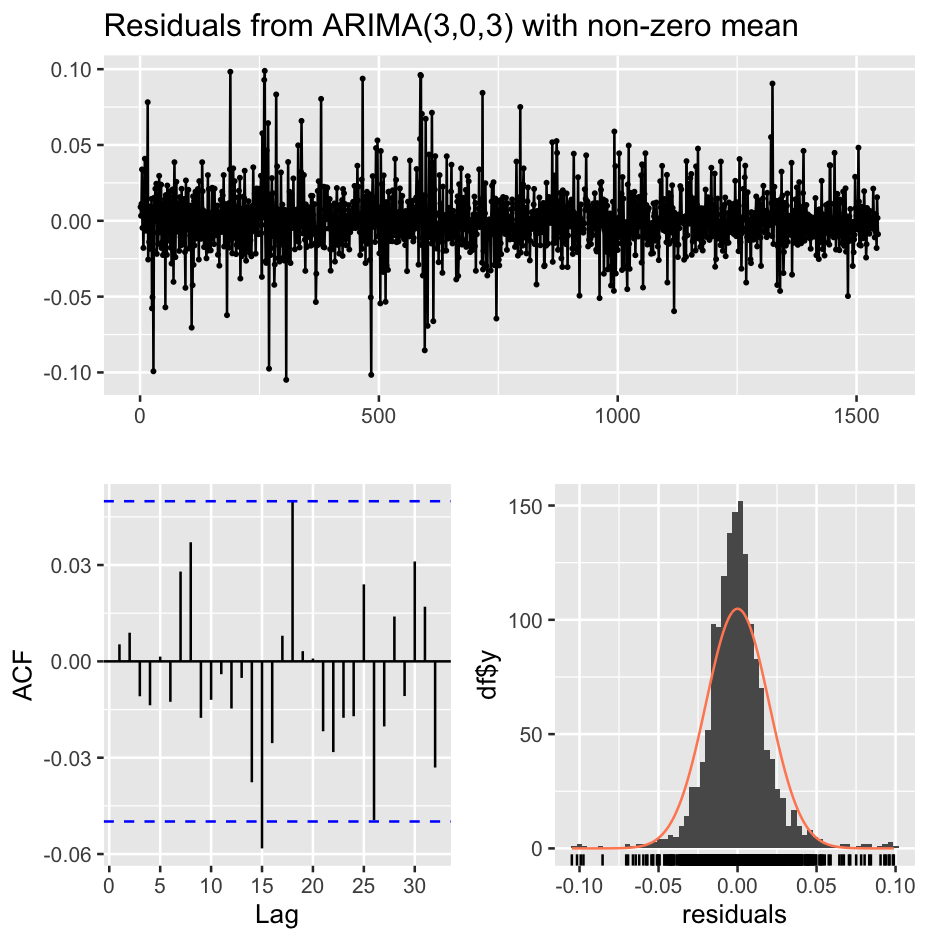 Residuals from ARIMA(3,0,3) with non-zero mean
0.10
0.05
0.00
-0.05
-0.10
0 500 1000 1500
ACF
0.03
0.00
-0.03
-0.06
0 5 10 15 20 25 30
Lag
df$y
150
100
50
0
-0.10 -0.05 0.00 0.05 0.10
residuals